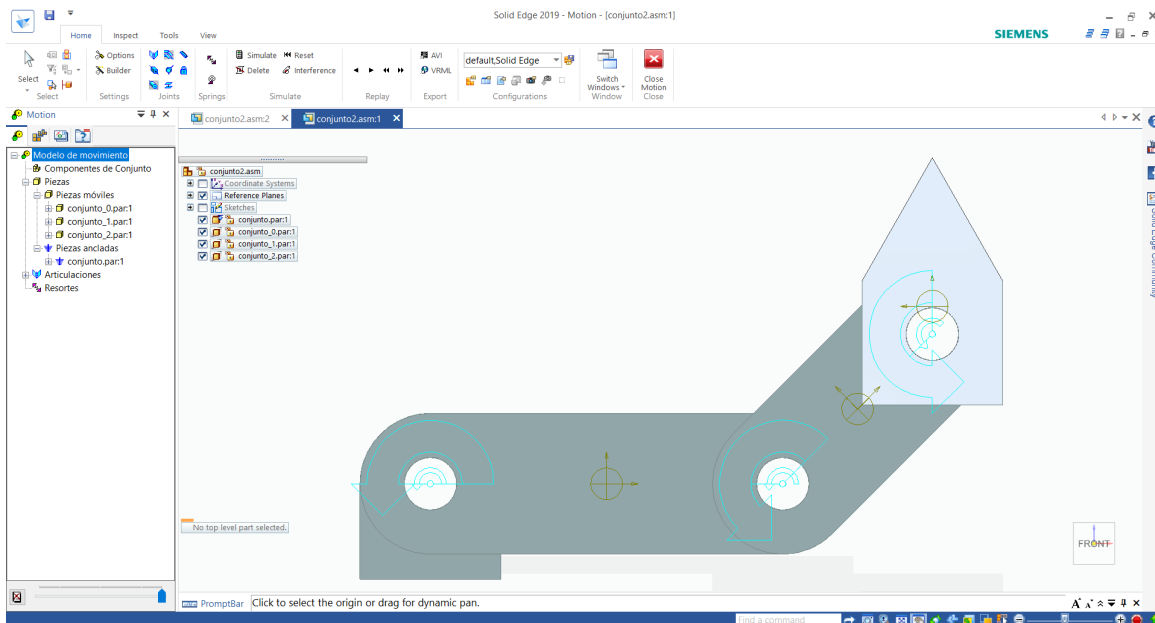 Solid Edge 2019 - Motion - [conjunto2.asm:1]
Home Inspect Tools View
SIEMENS
Select
Select
Options
Builder
Settings
Joints
Springs
Simulate Reset
Delete Interference
Simulate
Replay
AVI
VRML
Export
default,Solid Edge
Configurations
Switch
Windows
Window
Close
Motion
Close
Motion
conjunto2.asm:2
conjunto2.asm:1
Modelo de movimiento
Componentes de Conjunto
Piezas
Piezas móviles
conjunto_0.par:1
conjunto_1.par:1
conjunto_2.par:1
Piezas ancladas
conjunto.par:1
Articulaciones
Resortes
conjunto2.asm
Coordinate Systems
Reference Planes
Sketches
conjunto.par:1
conjunto_0.par:1
conjunto_1.par:1
conjunto_2.par:1
Solid Edge Community
No top level part selected.
FRONT
PromptBar Click to select the origin or drag for dynamic pan.
A A
Find a command